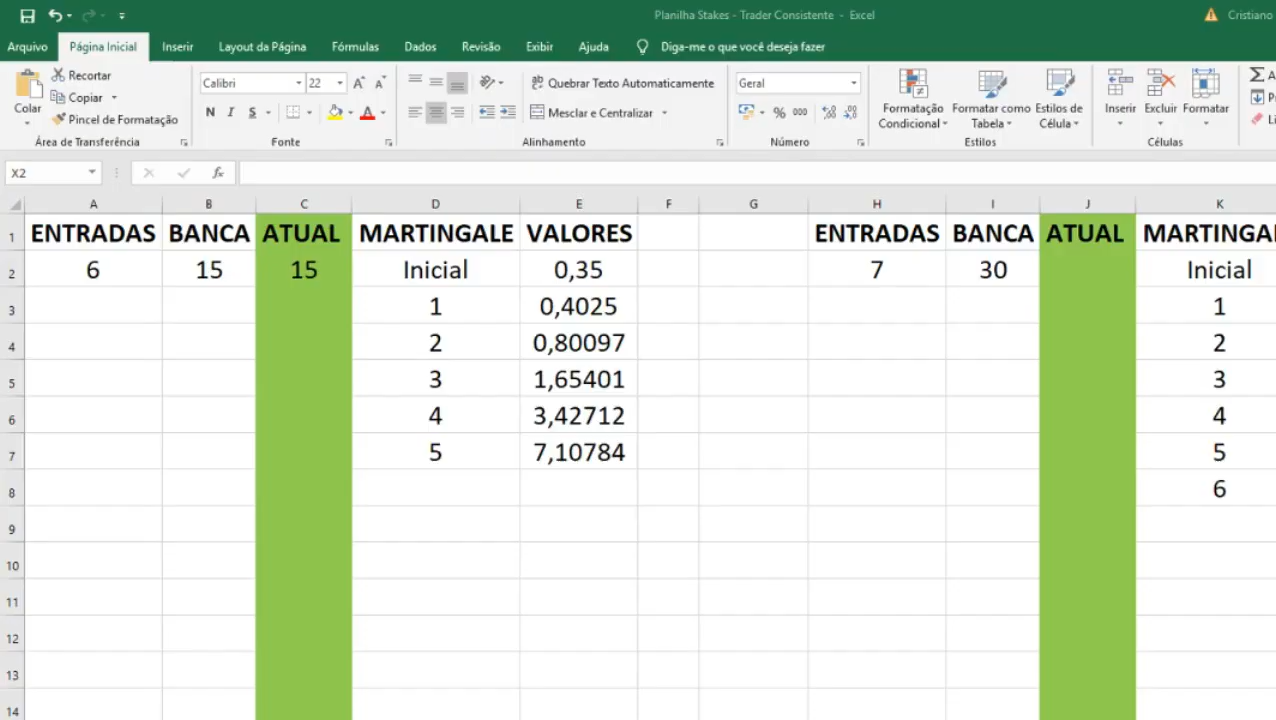 Planilha Stakes - Trader Consistente - Excel
Cristiano
Arquivo Página Inicial Inserir Layout da Página Fórmulas Dados Revisão Exibir Ajuda Diga-me o que você deseja fazer
Colar
Recortar
Copiar
Pincel de Formatação
Área de Transferência
Calibri 22
N I S
Fonte
Quebrar Texto Automaticamente
Mesclar e Centralizar
Alinhamento
Geral
% 000
Número
Formatação Condicional
Formatar como Tabela
Estilos de Célula
Estilos
Inserir Excluir Formatar
Células
X2 fx
A B C D E F G H I J K
1 ENTRADAS BANCA ATUAL MARTINGALE VALORES ENTRADAS BANCA ATUAL MARTINGAL
2 6 15 15 Inicial 0,35 7 30 Inicial
3 1 0,4025 1
4 2 0,80097 2
5 3 1,65401 3
6 4 3,42712 4
7 5 7,10784 5
8 6
9
10
11
12
13
14